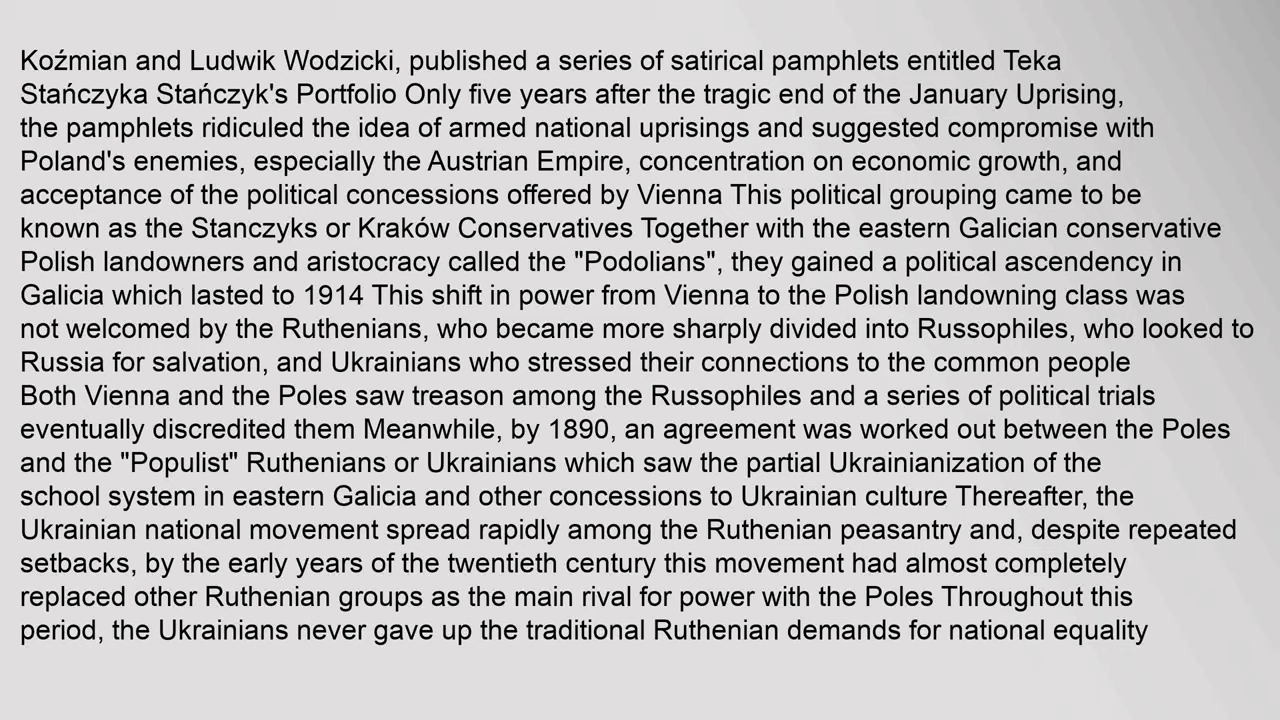 Koźmian and Ludwik Wodzicki, published a series of satirical pamphlets entitled Teka
Stańczyka Stańczyk's Portfolio Only five years after the tragic end of the January Uprising,
the pamphlets ridiculed the idea of armed national uprisings and suggested compromise with
Poland's enemies, especially the Austrian Empire, concentration on economic growth, and
acceptance of the political concessions offered by Vienna This political grouping came to be
known as the Stanczyks or Kraków Conservatives Together with the eastern Galician conservative
Polish landowners and aristocracy called the "Podolians", they gained a political ascendency in
Galicia which lasted to 1914 This shift in power from Vienna to the Polish landowning class was
not welcomed by the Ruthenians, who became more sharply divided into Russophiles, who looked to
Russia for salvation, and Ukrainians who stressed their connections to the common people
Both Vienna and the Poles saw treason among the Russophiles and a series of political trials
eventually discredited them Meanwhile, by 1890, an agreement was worked out between the Poles
and the "Populist" Ruthenians or Ukrainians which saw the partial Ukrainianization of the
school system in eastern Galicia and other concessions to Ukrainian culture Thereafter, the
Ukrainian national movement spread rapidly among the Ruthenian peasantry and, despite repeated
setbacks, by the early years of the twentieth century this movement had almost completely
replaced other Ruthenian groups as the main rival for power with the Poles Throughout this
period, the Ukrainians never gave up the traditional Ruthenian demands for national equality